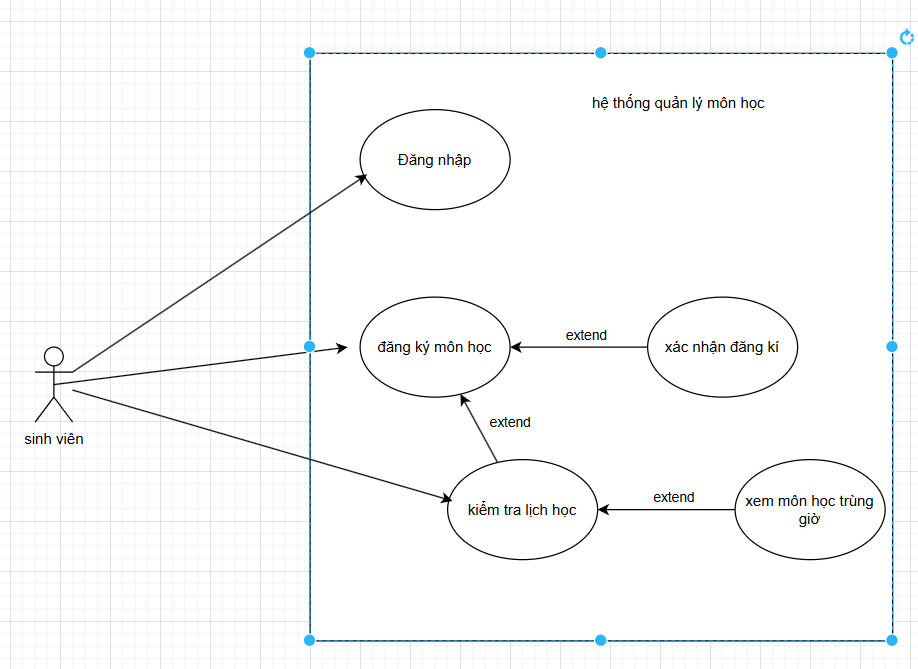 hệ thống quản lý môn học
Đăng nhập
đăng ký môn học
extend
xác nhận đăng kí
extend
sinh viên
kiểm tra lịch học
extend
xem môn học trùng
giờ